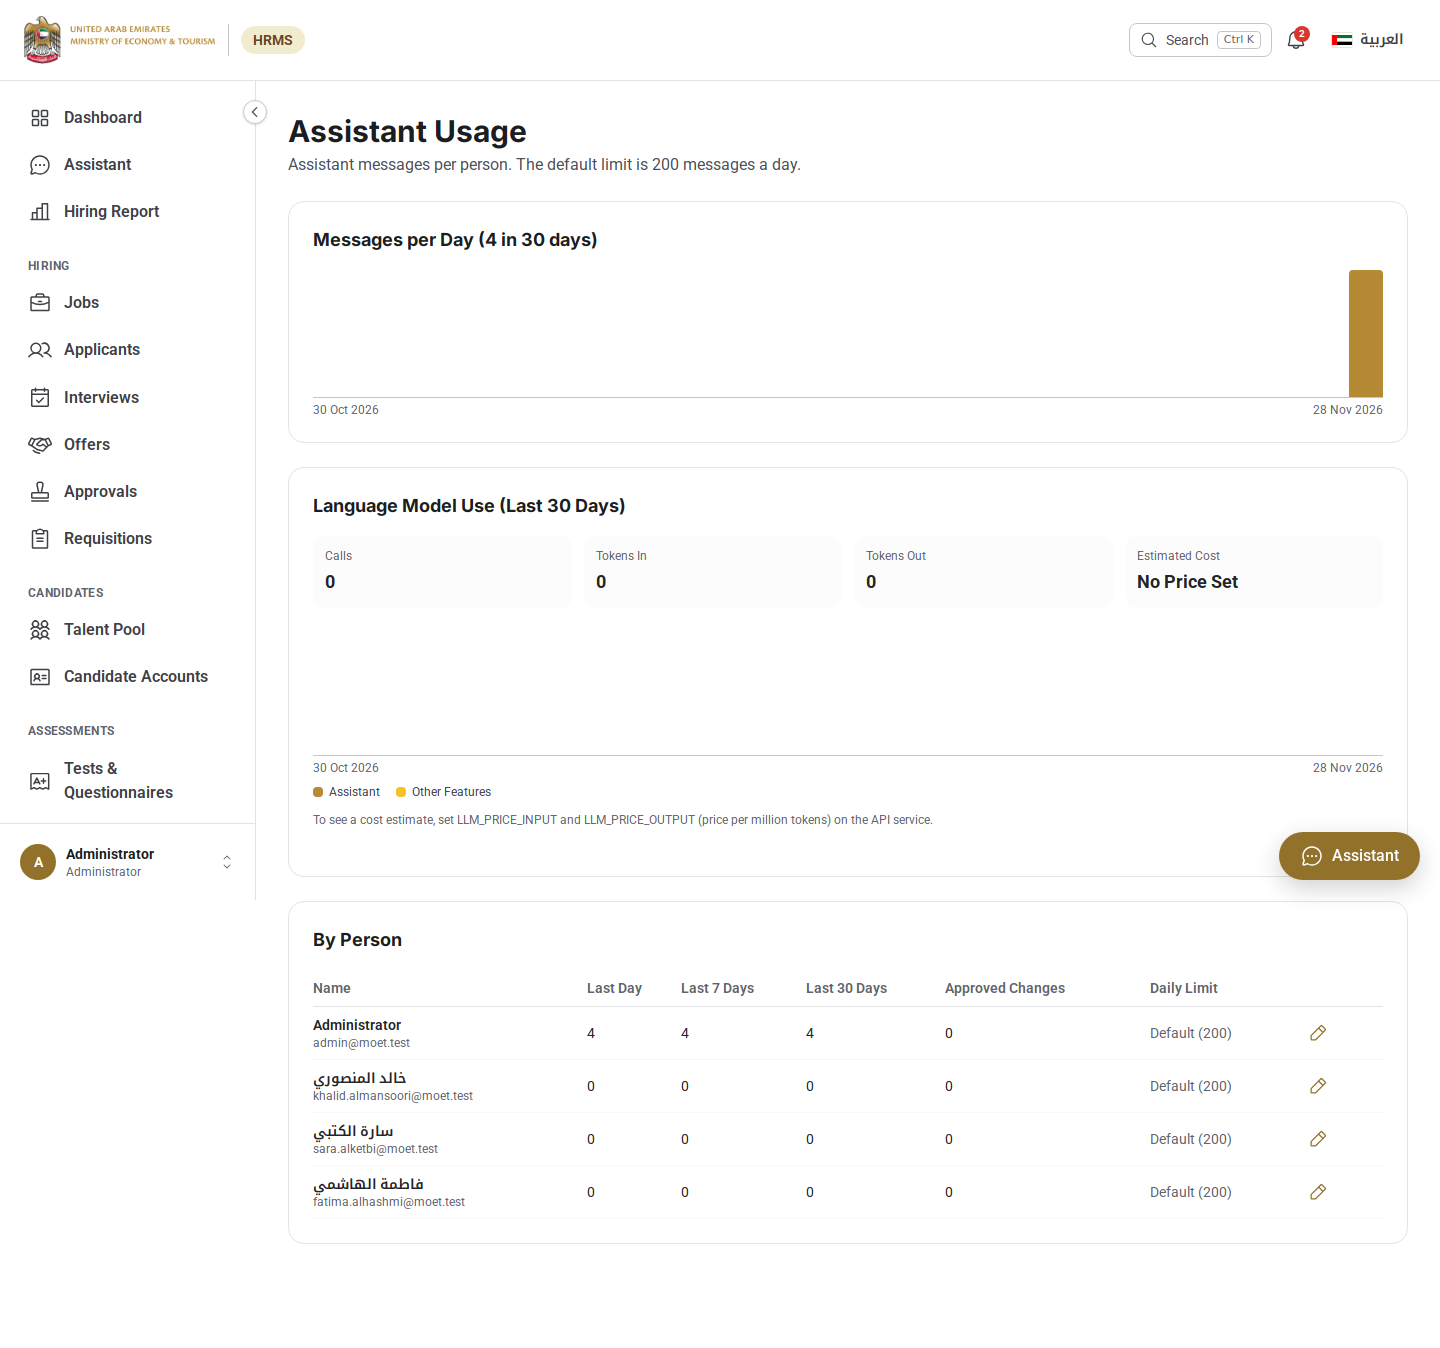 UNITED ARAB EMIRATES
MINISTRY OF ECONOMY & TOURISM
HRMS
Search
Ctrl K
2
العربية
Dashboard
Assistant
Hiring Report
HIRING
Jobs
Applicants
Interviews
Offers
Approvals
Requisitions
CANDIDATES
Talent Pool
Candidate Accounts
ASSESSMENTS
Tests &
Questionnaires
A
Administrator
Administrator
Assistant Usage
Assistant messages per person. The default limit is 200 messages a day.
Messages per Day (4 in 30 days)
30 Oct 2026
28 Nov 2026
Language Model Use (Last 30 Days)
Calls
0
Tokens In
0
Tokens Out
0
Estimated Cost
No Price Set
30 Oct 2026
28 Nov 2026
Assistant
Other Features
To see a cost estimate, set LLM_PRICE_INPUT and LLM_PRICE_OUTPUT (price per million tokens) on the API service.
Assistant
By Person
Name Last Day Last 7 Days Last 30 Days Approved Changes Daily Limit
Administrator
admin@moet.test
4 4 4 0 Default (200)
خالد المنصوري
khalid.almansoori@moet.test
0 0 0 0 Default (200)
سارة الكتبي
sara.alketbi@moet.test
0 0 0 0 Default (200)
فاطمة الهاشمي
fatima.alhashmi@moet.test
0 0 0 0 Default (200)